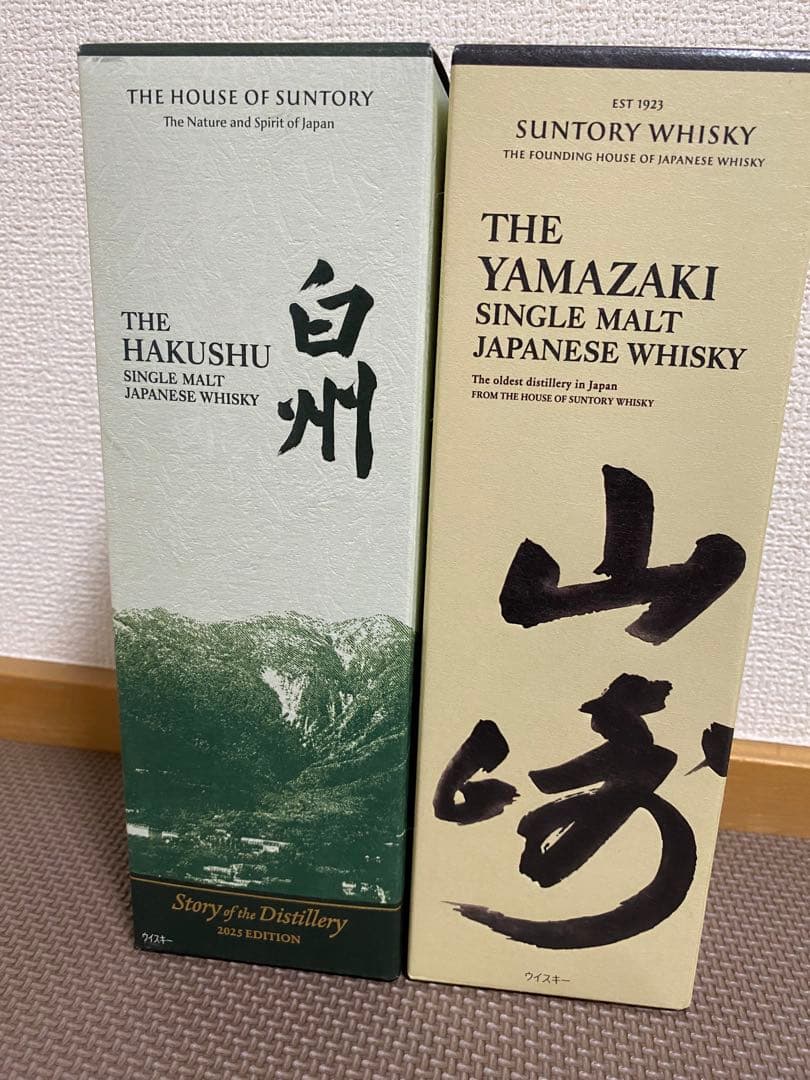 THE HOUSE OF SUNTORY
The Nature and Spirit of Japan
白州
THE
HAKUSHU
SINGLE MALT
JAPANESE WHISKY
Story of the Distillery
2025 EDITION
ウイスキー
EST 1923
SUNTORY WHISKY
THE FOUNDING HOUSE OF JAPANESE WHISKY
THE
YAMAZAKI
SINGLE MALT
JAPANESE WHISKY
The oldest distillery in Japan
FROM THE HOUSE OF SUNTORY WHISKY
山崎
ウイスキー